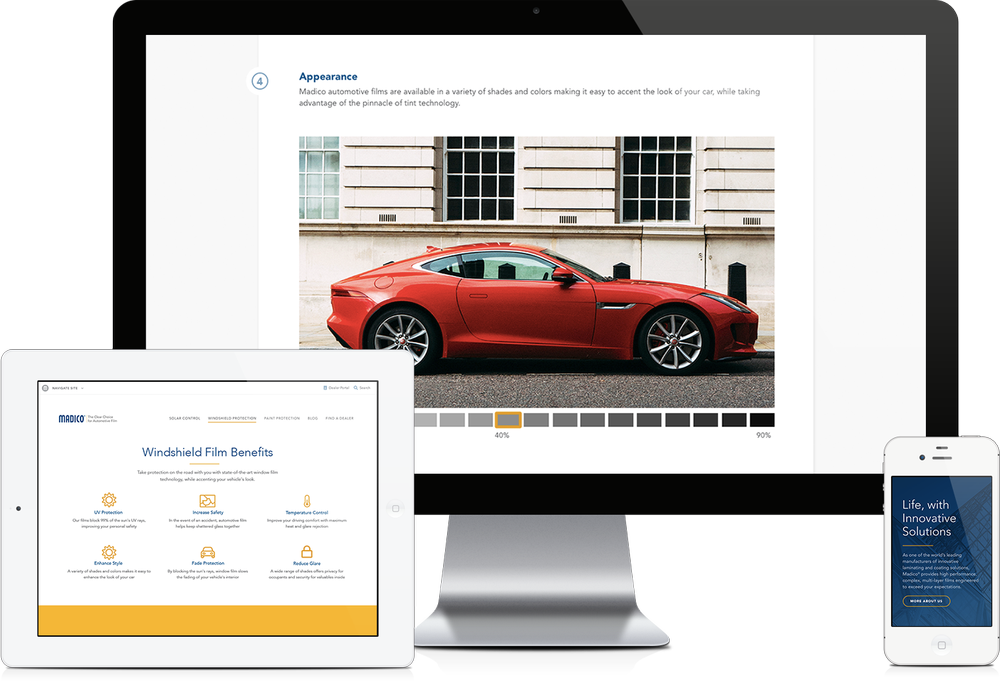 4
Appearance
Madico automotive films are available in a variety of shades and colors making it easy to accent the look of your car, while taking
advantage of the pinnacle of tint technology.
40%
90%
NAVIGATE SITE
Dealer Portal
Search
MADICO®
The Clear Choice
for Automotive Film
SOLAR CONTROL
WINDSHIELD PROTECTION
PAINT PROTECTION
BLOG
FIND A DEALER
Windshield Film Benefits
Take protection on the road with you with state-of-the-art window film
technology, while accenting your vehicle's look.
UV Protection
Our films block 99% of the sun's UV rays,
improving your personal safety
Increase Safety
In the event of an accident, automotive film
helps keep shattered glass together
Temperature Control
Improve your driving comfort with maximum
heat and glare rejection
Enhance Style
A variety of shades and colors makes it easy to
enhance the look of your car
Fade Protection
By blocking the sun's rays, window film slows
the fading of your vehicle's interior
Reduce Glare
A wide range of shades offers privacy for
occupants and security for valuables inside
Life, with
Innovative
Solutions
As one of the world's leading
manufacturers of innovative
laminating and coating solutions,
Madico® provides high performance,
complex, multi-layer films engineered
to exceed your expectations.
MORE ABOUT US